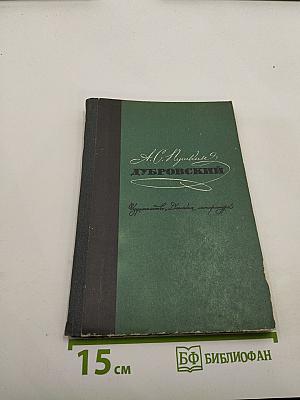 А. С. Пушкин
ДУБРОВСКИЙ
Издательство „Детская литература"
15 см
БФ БИБЛИОФАН